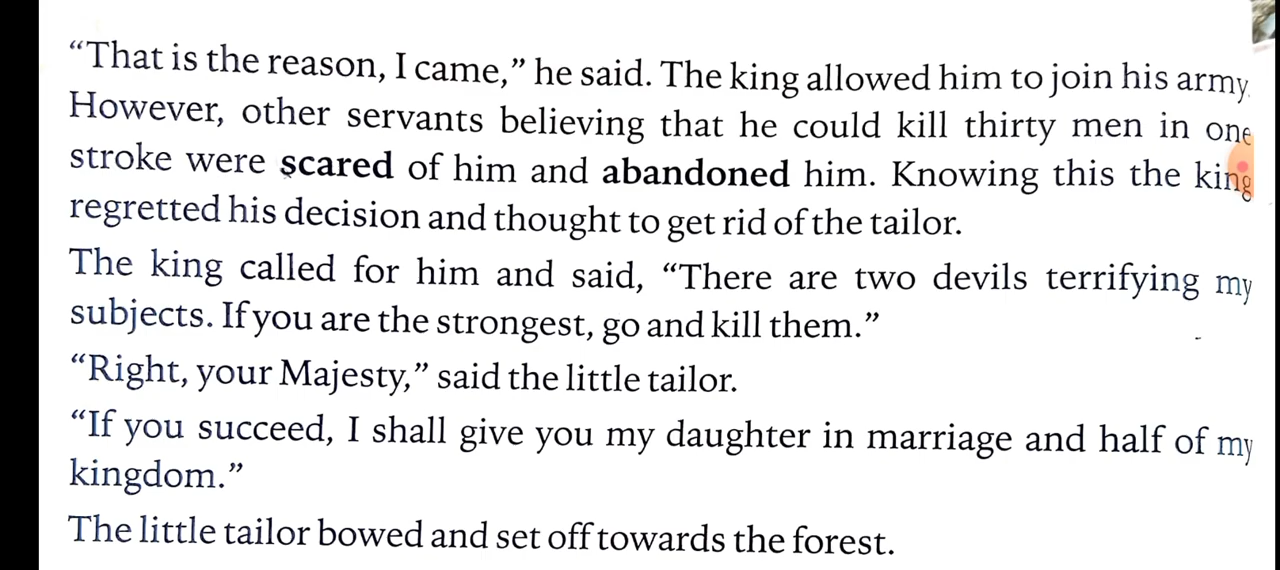 “That is the reason, I came,” he said. The king allowed him to join his army.
However, other servants believing that he could kill thirty men in one
stroke were scared of him and abandoned him. Knowing this the king
regretted his decision and thought to get rid of the tailor.
The king called for him and said, “There are two devils terrifying my
subjects. If you are the strongest, go and kill them.”
“Right, your Majesty,” said the little tailor.
“If you succeed, I shall give you my daughter in marriage and half of my
kingdom.”
The little tailor bowed and set off towards the forest.